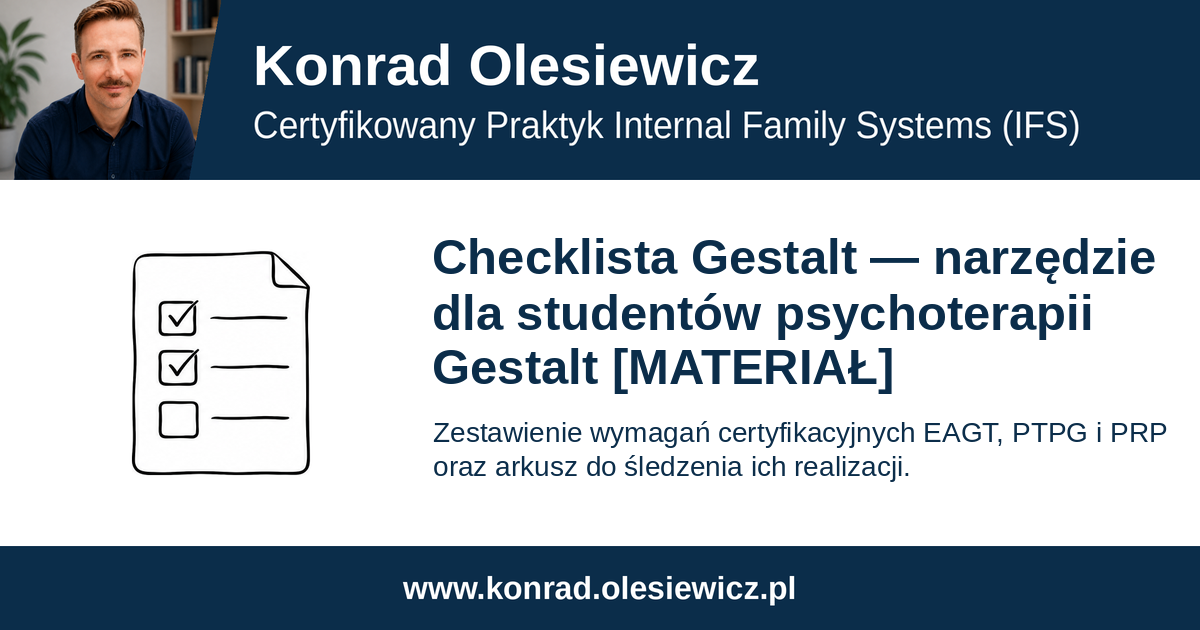 Konrad Olesiewicz
Certyfikowany Praktyk Internal Family Systems (IFS)
Checklista Gestalt — narzędzie
dla studentów psychoterapii
Gestalt [MATERIAŁ]
Zestawienie wymagań certyfikacyjnych EAGT, PTPG i PRP
oraz arkusz do śledzenia ich realizacji.
www.konrad.olesiewicz.pl